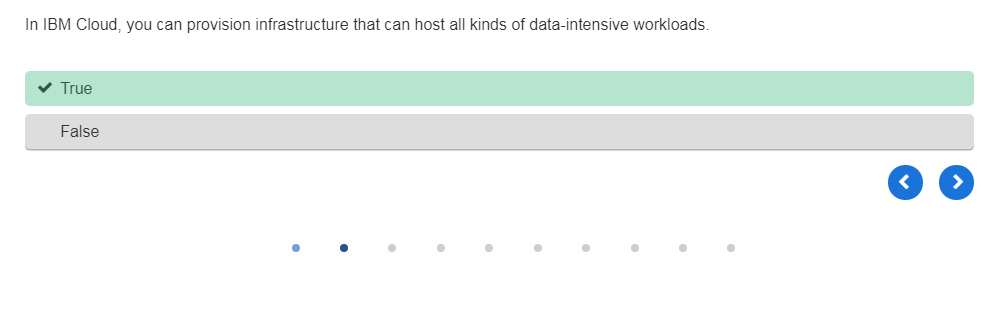 In IBM Cloud, you can provision infrastructure that can host all kinds of data-intensive workloads.
True
False